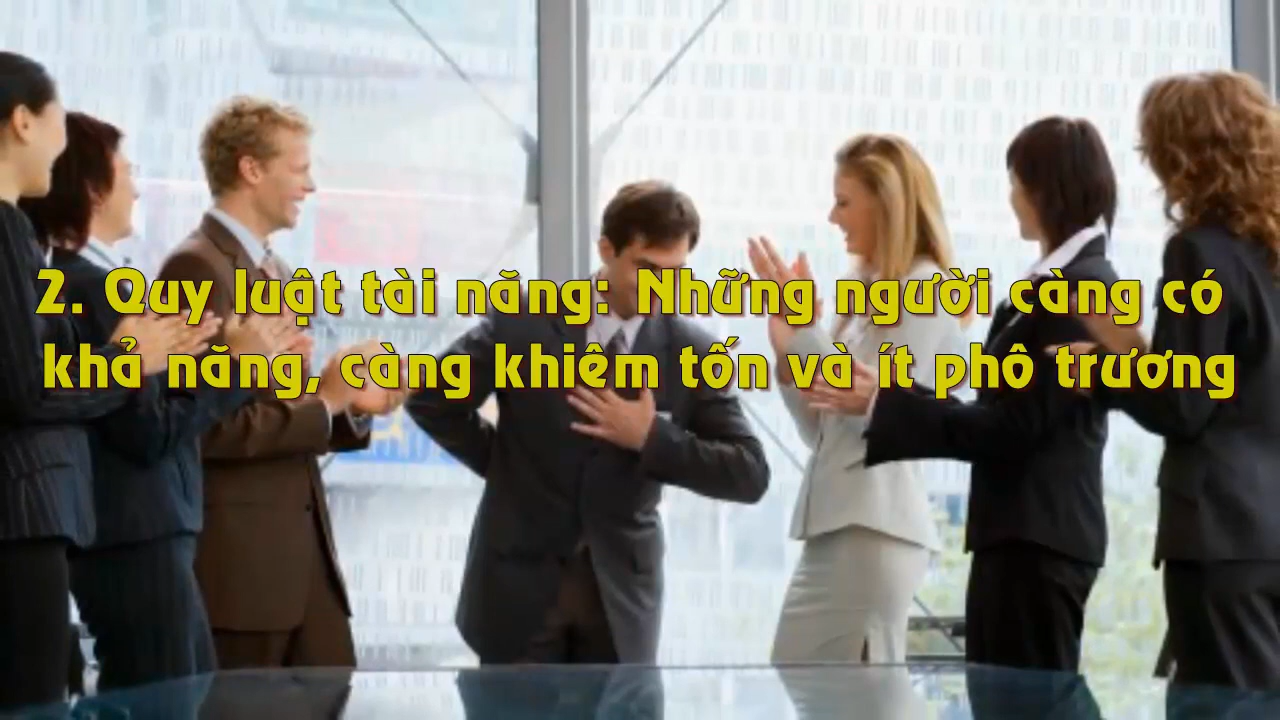 2. Quy luật tài năng: Những người càng có
khả năng, càng khiêm tốn và ít phô trương